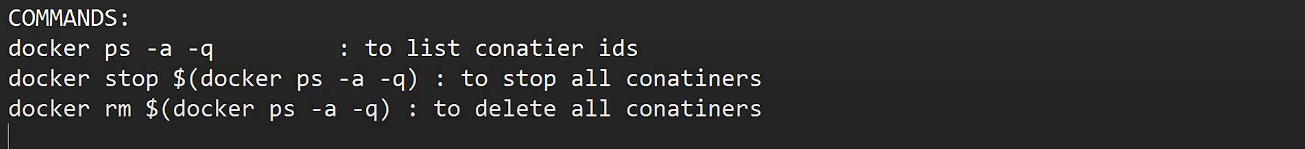 COMMANDS:
docker ps -a -q         : to list conatier ids
docker stop $(docker ps -a -q) : to stop all conatiners
docker rm $(docker ps -a -q) : to delete all conatiners